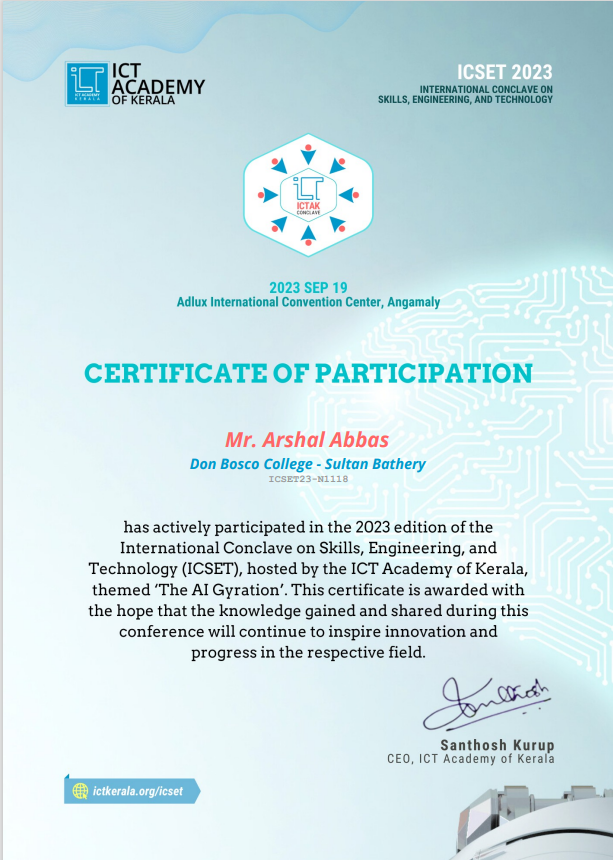 ICT
ACADEMY
OF KERALA
ICT ACADEMY
KERALA
ICSET 2023
INTERNATIONAL CONCLAVE ON
SKILLS, ENGINEERING, AND TECHNOLOGY
ICTAK
CONCLAVE
2023 SEP 19
Adlux International Convention Center, Angamaly
CERTIFICATE OF PARTICIPATION
Mr. Arshal Abbas
Don Bosco College - Sultan Bathery
ICSET23-N1118
has actively participated in the 2023 edition of the
International Conclave on Skills, Engineering, and
Technology (ICSET), hosted by the ICT Academy of Kerala,
themed ‘The AI Gyration’. This certificate is awarded with
the hope that the knowledge gained and shared during this
conference will continue to inspire innovation and
progress in the respective field.
Santhosh Kurup
CEO, ICT Academy of Kerala
ictkerala.org/icset